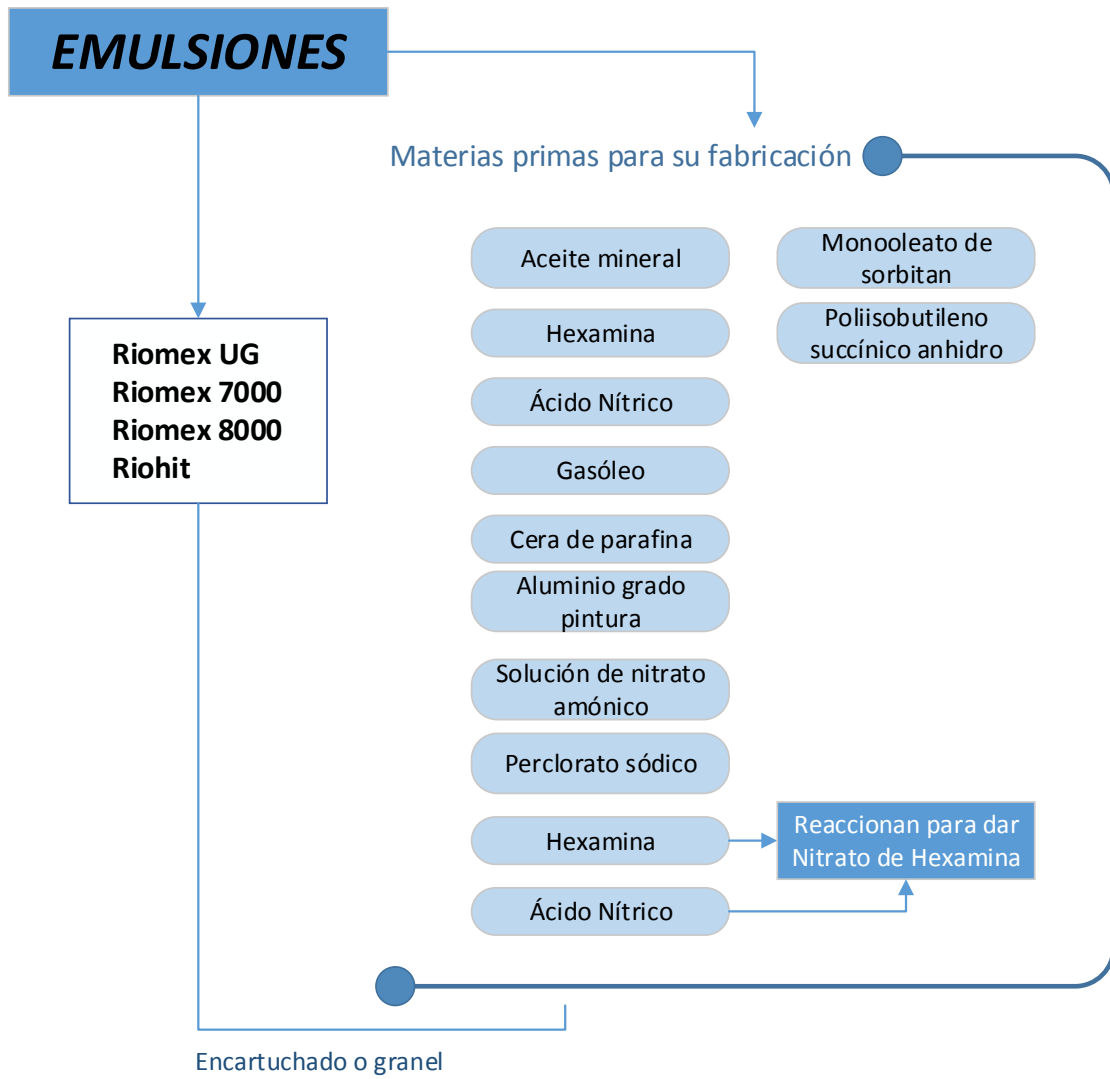 EMULSIONES
Materias primas para su fabricación
Aceite mineral
Monooleato de
sorbitan
Hexamina
Poliisobutileno
succínico anhidro
Riomex UG
Riomex 7000
Riomex 8000
Riohit
Ácido Nítrico
Gasóleo
Cera de parafina
Aluminio grado
pintura
Solución de nitrato
amónico
Perclorato sódico
Hexamina
Reaccionan para dar
Nitrato de Hexamina
Ácido Nítrico
Encartuchado o granel